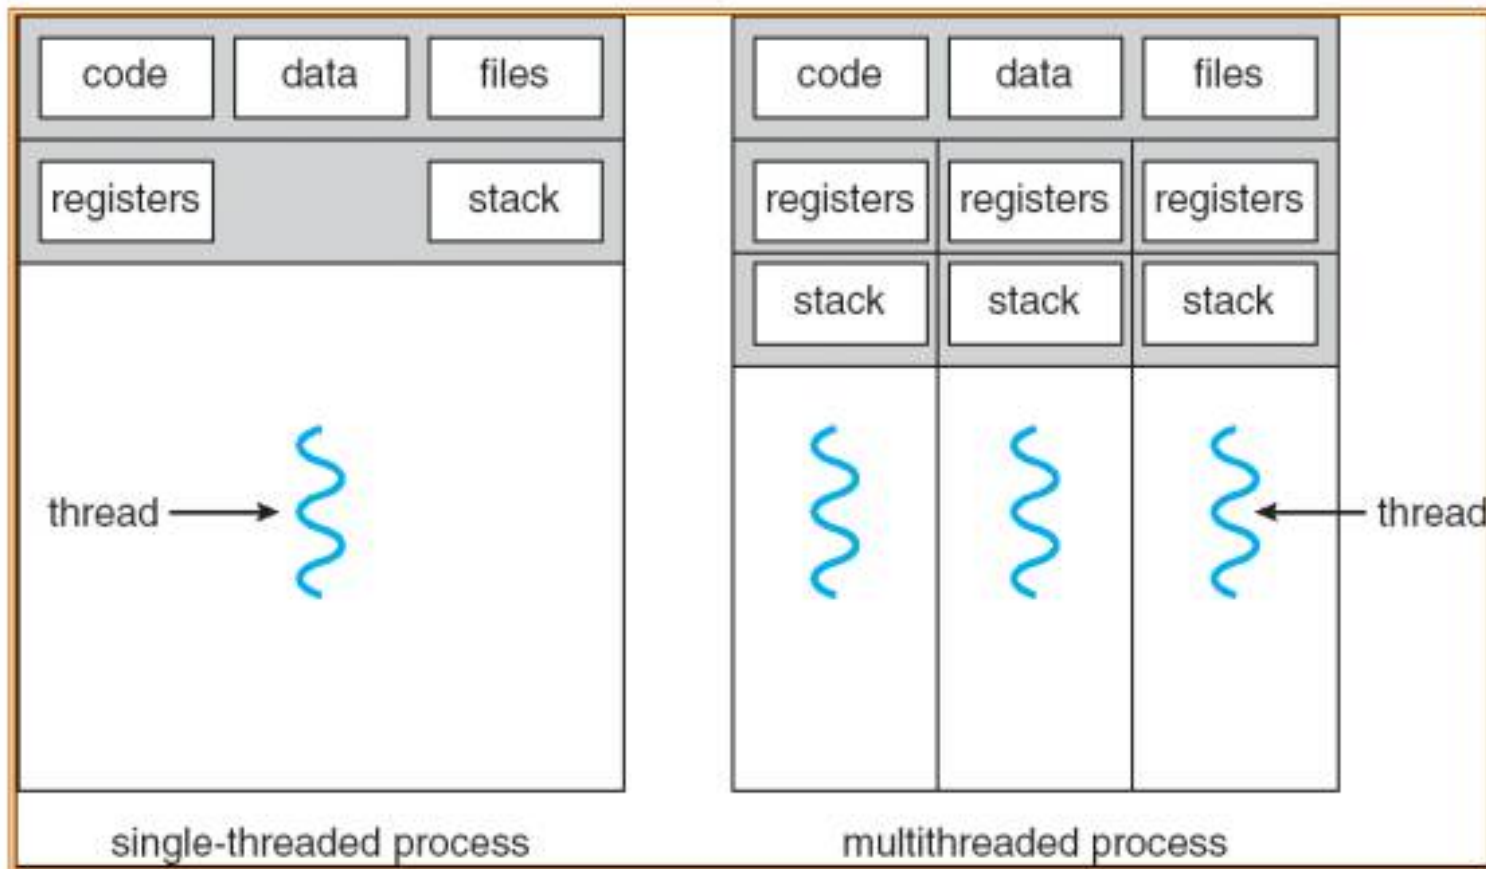 code data files
registers stack
thread
single-threaded process
code data files
registers registers registers
stack stack stack
thread
multithreaded process